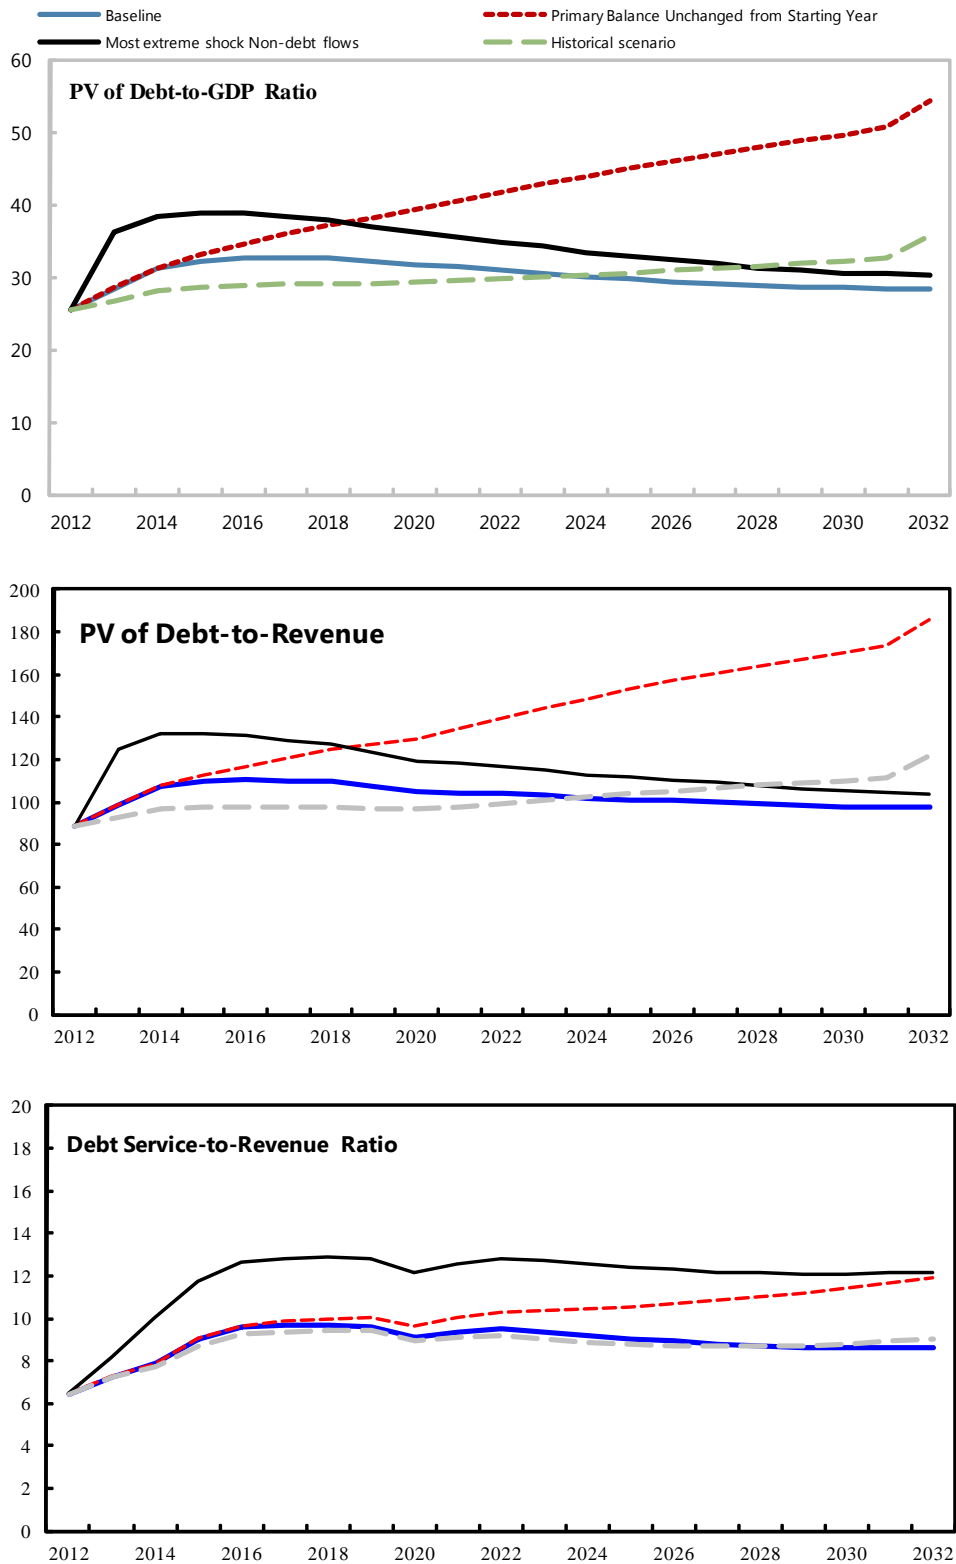 Baseline
Primary Balance Unchanged from Starting Year
Most extreme shock Non-debt flows
Historical scenario
PV of Debt-to-GDP Ratio
60
50
40
30
20
10
0
2012 2014 2016 2018 2020 2022 2024 2026 2028 2030 2032
PV of Debt-to-Revenue
200
180
160
140
120
100
80
60
40
20
0
2012 2014 2016 2018 2020 2022 2024 2026 2028 2030 2032
Debt Service-to-Revenue Ratio
20
18
16
14
12
10
8
6
4
2
0
2012 2014 2016 2018 2020 2022 2024 2026 2028 2030 2032